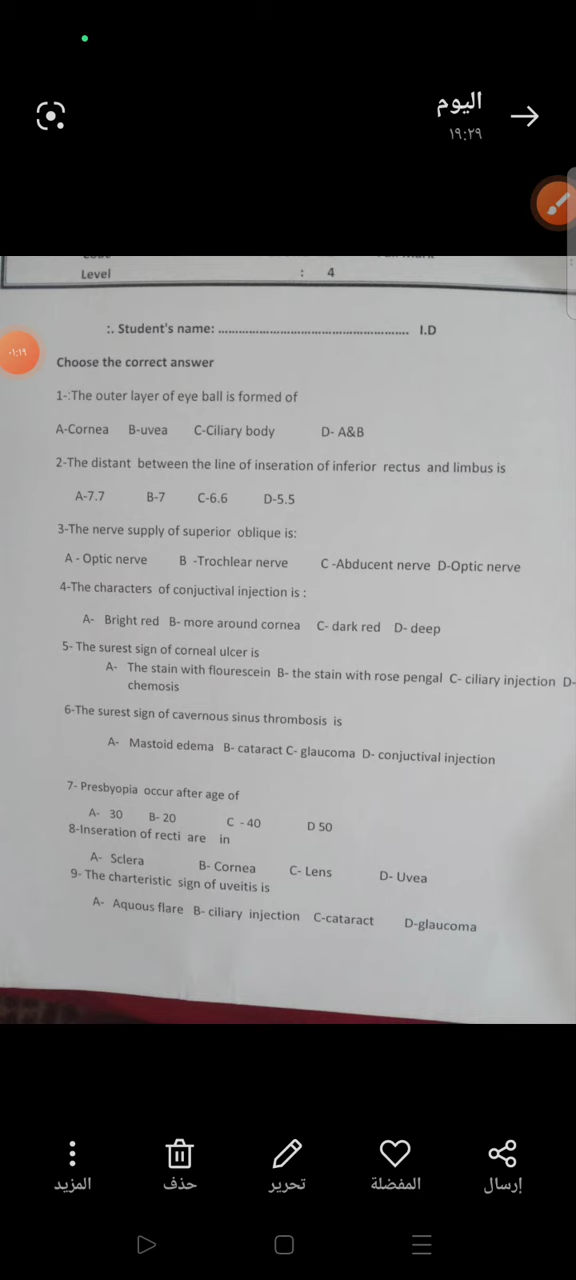 اليوم
١٩:٢٩
Level : 4
٠١:١٩
:. Student's name: ........................................................ I.D
Choose the correct answer
1-:The outer layer of eye ball is formed of
A-Cornea B-uvea C-Ciliary body D- A&B
2-The distant between the line of inseration of inferior rectus and limbus is
A-7.7 B-7 C-6.6 D-5.5
3-The nerve supply of superior oblique is:
A - Optic nerve B -Trochlear nerve C -Abducent nerve D-Optic nerve
4-The characters of conjuctival injection is :
A- Bright red B- more around cornea C- dark red D- deep
5- The surest sign of corneal ulcer is
A- The stain with flourescein B- the stain with rose pengal C- ciliary injection D-
chemosis
6-The surest sign of cavernous sinus thrombosis is
A- Mastoid edema B- cataract C- glaucoma D- conjuctival injection
7- Presbyopia occur after age of
A- 30 B- 20 C - 40 D 50
8-Inseration of recti are in
A- Sclera B- Cornea C- Lens D- Uvea
9- The charteristic sign of uveitis is
A- Aquous flare B- ciliary injection C-cataract D-glaucoma
المزيد حذف تحرير المفضلة إرسال